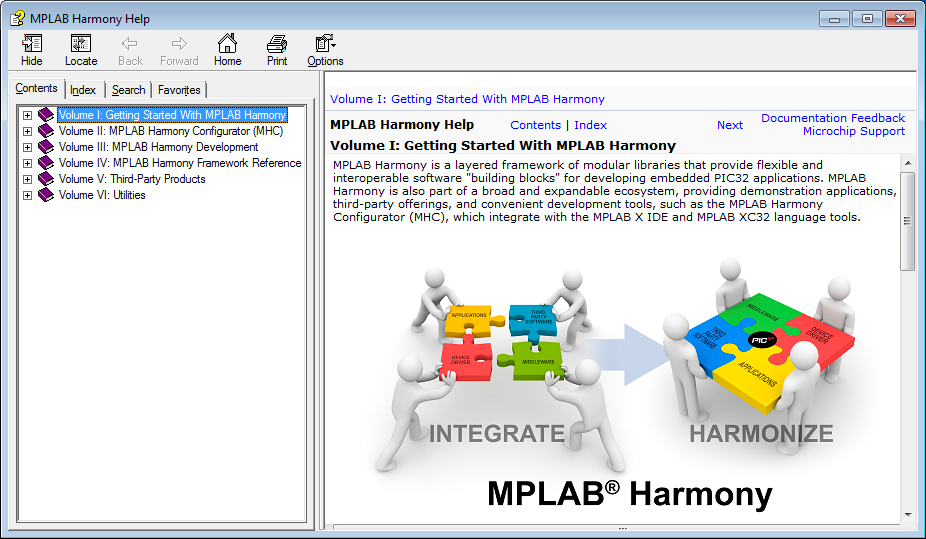 MPLAB Harmony Help
Hide Locate Back Forward Home Print Options
Contents Index Search Favorites
Volume I: Getting Started With MPLAB Harmony
Volume II: MPLAB Harmony Configurator (MHC)
Volume III: MPLAB Harmony Development
Volume IV: MPLAB Harmony Framework Reference
Volume V: Third-Party Products
Volume VI: Utilities
Volume I: Getting Started With MPLAB Harmony
MPLAB Harmony Help Contents | Index Next Documentation Feedback
Microchip Support
Volume I: Getting Started With MPLAB Harmony
MPLAB Harmony is a layered framework of modular libraries that provide flexible and
interoperable software "building blocks" for developing embedded PIC32 applications. MPLAB
Harmony is also part of a broad and expandable ecosystem, providing demonstration applications,
third-party offerings, and convenient development tools, such as the MPLAB Harmony
Configurator (MHC), which integrate with the MPLAB X IDE and MPLAB XC32 language tools.
APPLICATIONS
THIRD
PARTY
SOFTWARE
DEVICE
DRIVER
MIDDLEWARE
MIDDLEWARE
THIRD
PARTY
SOFTWARE
PIC
DEVICE
DRIVER
APPLICATIONS
INTEGRATE
HARMONIZE
MPLAB® Harmony